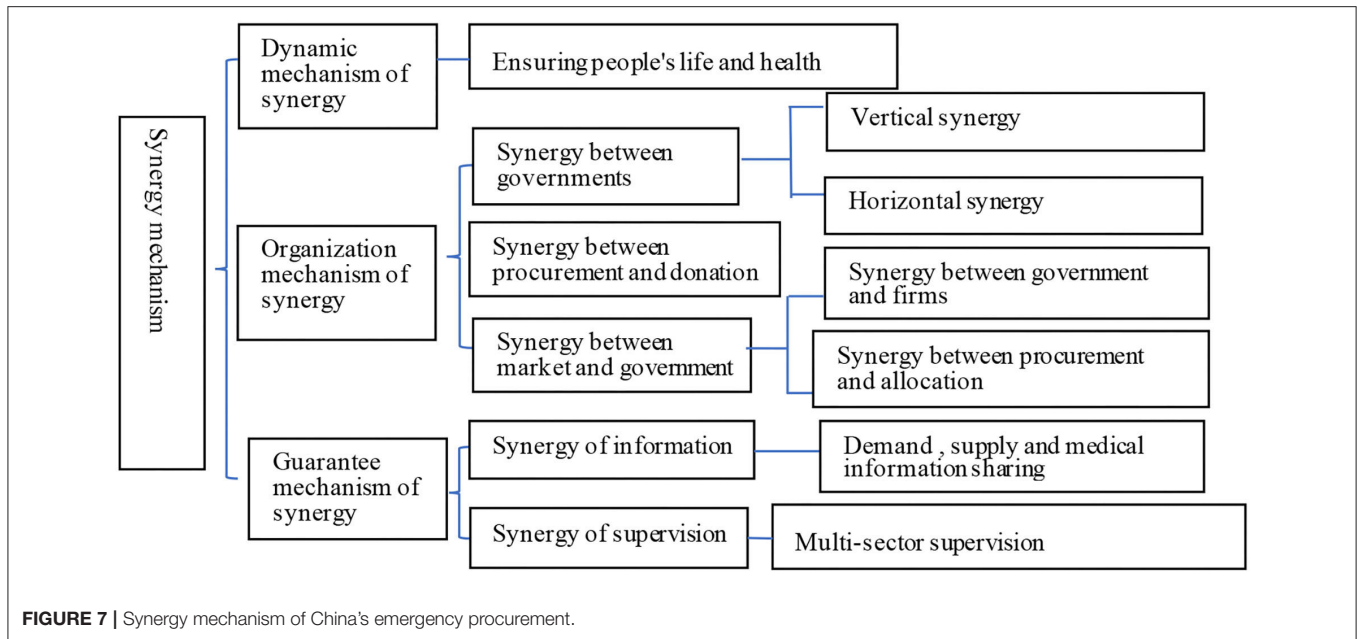 Synergy mechanism
Dynamic
mechanism of
synergy
Ensuring people's life and health
Organization
mechanism of
synergy
Synergy between
governments
Vertical synergy
Horizontal synergy
Synergy between
procurement and donation
Synergy between
market and government
Synergy between government
and firms
Synergy between procurement
and allocation
Guarantee
mechanism of
synergy
Synergy of information
Demand , supply and medical
information sharing
Synergy of supervision
Multi-sector supervision
FIGURE 7 | Synergy mechanism of China's emergency procurement.